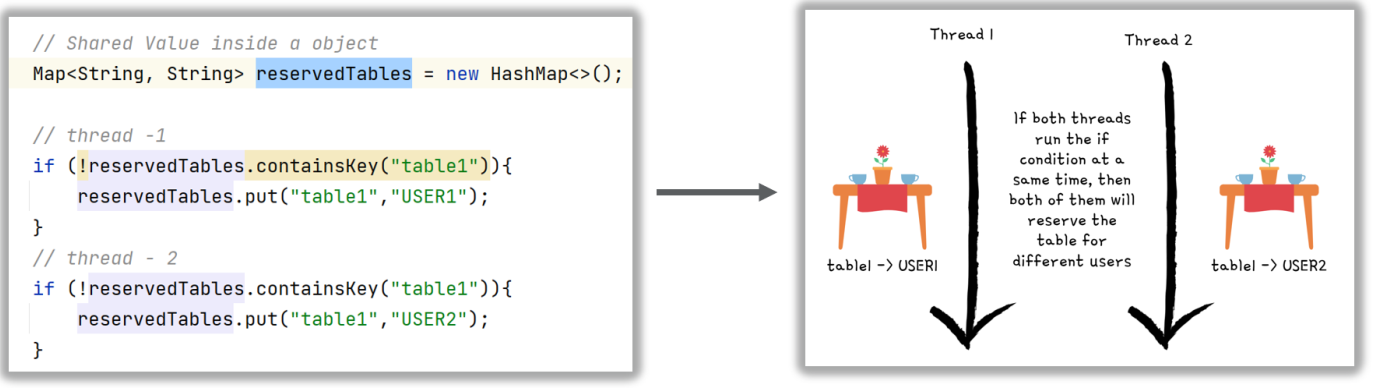 // Shared Value inside a object
Map<String, String> reservedTables = new HashMap<>();
// thread -1
if (!reservedTables.containsKey("table1")){
    reservedTables.put("table1","USER1");
}
// thread - 2
if (!reservedTables.containsKey("table1")){
    reservedTables.put("table1","USER2");
}
Thread 1
Thread 2
If both threads
run the if
condition at a
same time, then
both of them will
reserve the
table for
different users
table1 -> USER1
table1 -> USER2